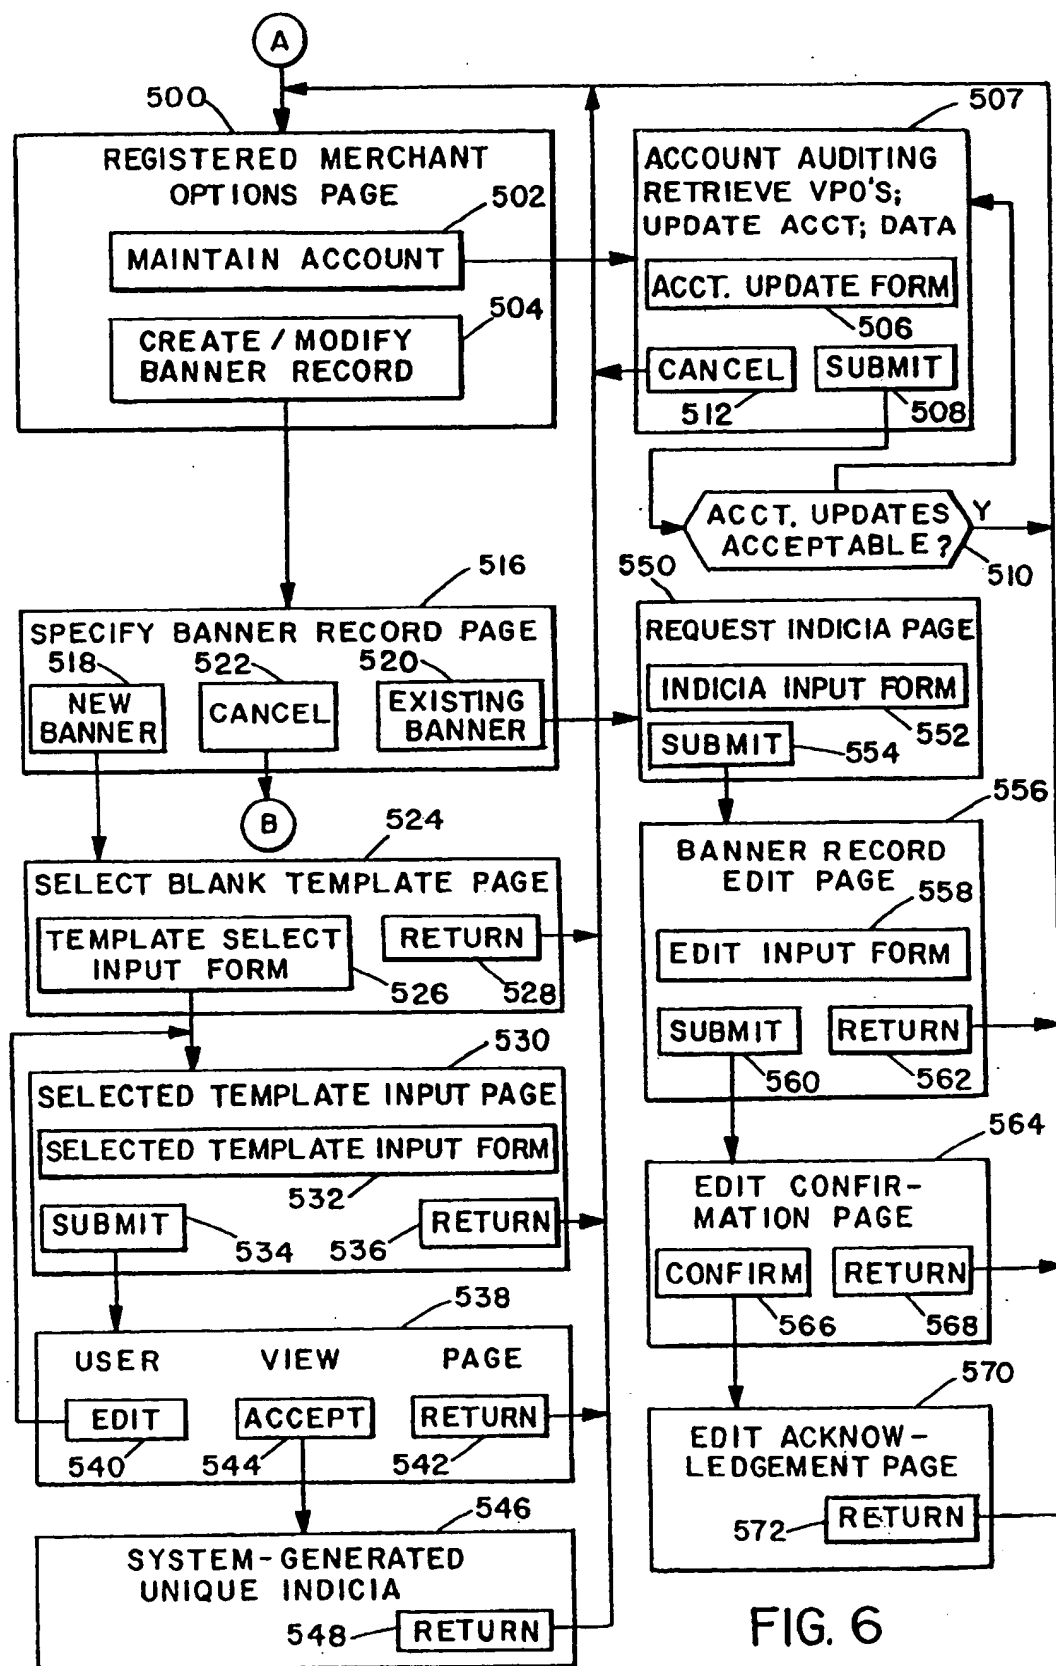 A
500
REGISTERED MERCHANT
OPTIONS PAGE
502
MAINTAIN ACCOUNT
504
CREATE / MODIFY
BANNER RECORD
507
ACCOUNT AUDITING
RETRIEVE VPO'S;
UPDATE ACCT; DATA
ACCT. UPDATE FORM
506
CANCEL
SUBMIT
512
508
ACCT. UPDATES
ACCEPTABLE?
Y
510
516
SPECIFY BANNER RECORD PAGE
518
522
520
NEW
BANNER
CANCEL
EXISTING
BANNER
B
550
REQUEST INDICIA PAGE
INDICIA INPUT FORM
552
SUBMIT
554
524
SELECT BLANK TEMPLATE PAGE
TEMPLATE SELECT
INPUT FORM
526
RETURN
528
556
BANNER RECORD
EDIT PAGE
558
EDIT INPUT FORM
SUBMIT
RETURN
560
562
530
SELECTED TEMPLATE INPUT PAGE
SELECTED TEMPLATE INPUT FORM
532
SUBMIT
534
536
RETURN
564
EDIT CONFIR-
MATION PAGE
CONFIRM
RETURN
566
568
538
USER VIEW PAGE
EDIT
ACCEPT
RETURN
540
544
542
570
EDIT ACKNOW-
LEDGEMENT PAGE
572
RETURN
546
SYSTEM-GENERATED
UNIQUE INDICIA
548
RETURN
FIG. 6